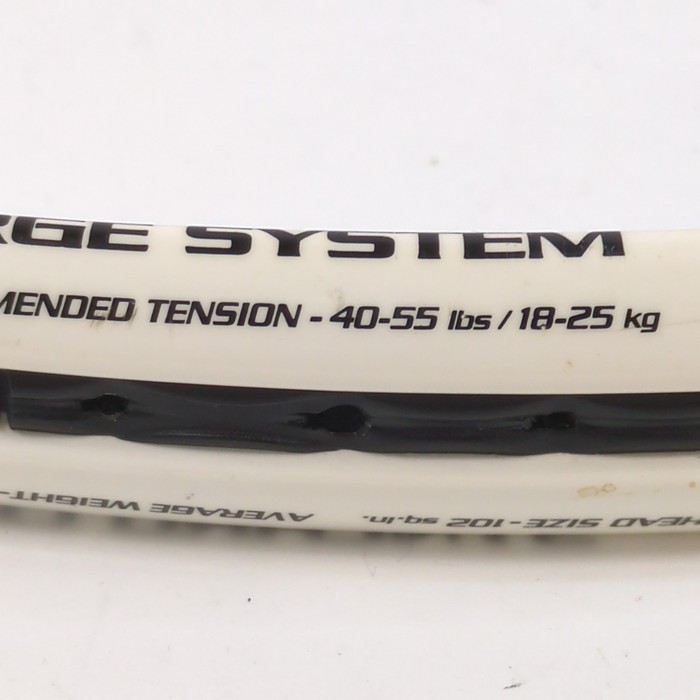 RGE SYSTEM
MENDED TENSION - 40-55 lbs / 18-25 kg
HEAD SIZE - 102 sq.in. AVERAGE WEIGHT -